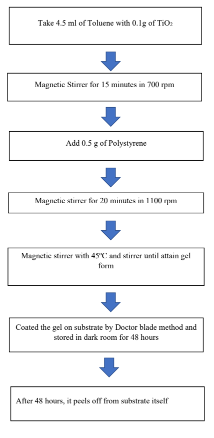 Take 4.5 ml of Toluene with 0.1g of TiO₂
Magnetic Stirrer for 15 minutes in 700 rpm
Add 0.5 g of Polystyrene
Magnetic stirrer for 20 minutes in 1100 rpm
Magnetic stirrer with 45°C and stirrer until attain gel
form
Coated the gel on substrate by Doctor blade method and
stored in dark room for 48 hours
After 48 hours, it peels off from substrate itself